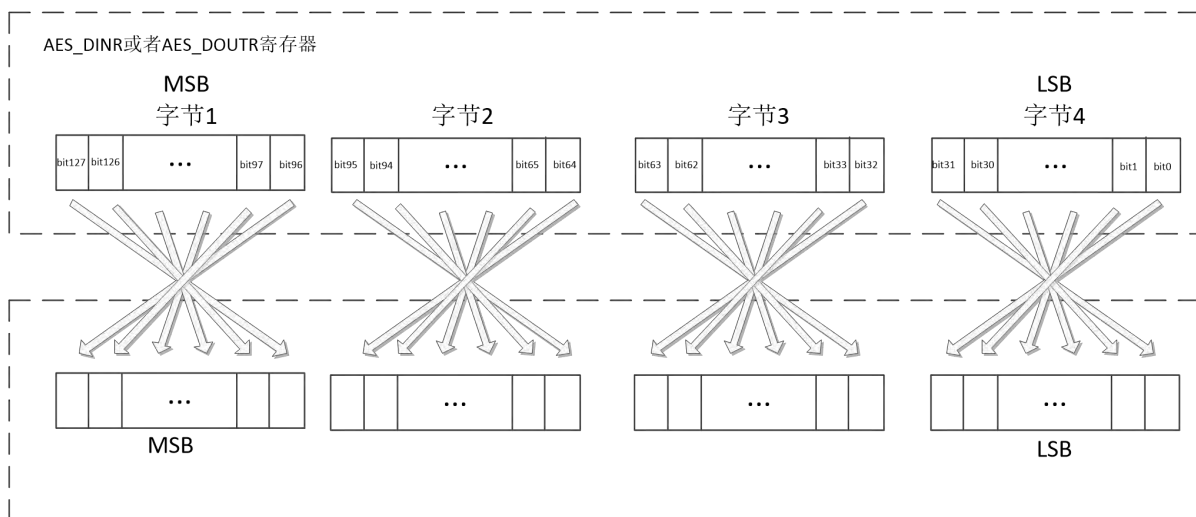 AES_DINR或者AES_DOUTR寄存器
MSB
LSB
字节1
字节2
字节3
字节4
bit127 bit126 ... bit97 bit96
bit95 bit94 ... bit65 bit64
bit63 bit62 ... bit33 bit32
bit31 bit30 ... bit1 bit0
... ... ... ...
MSB
LSB